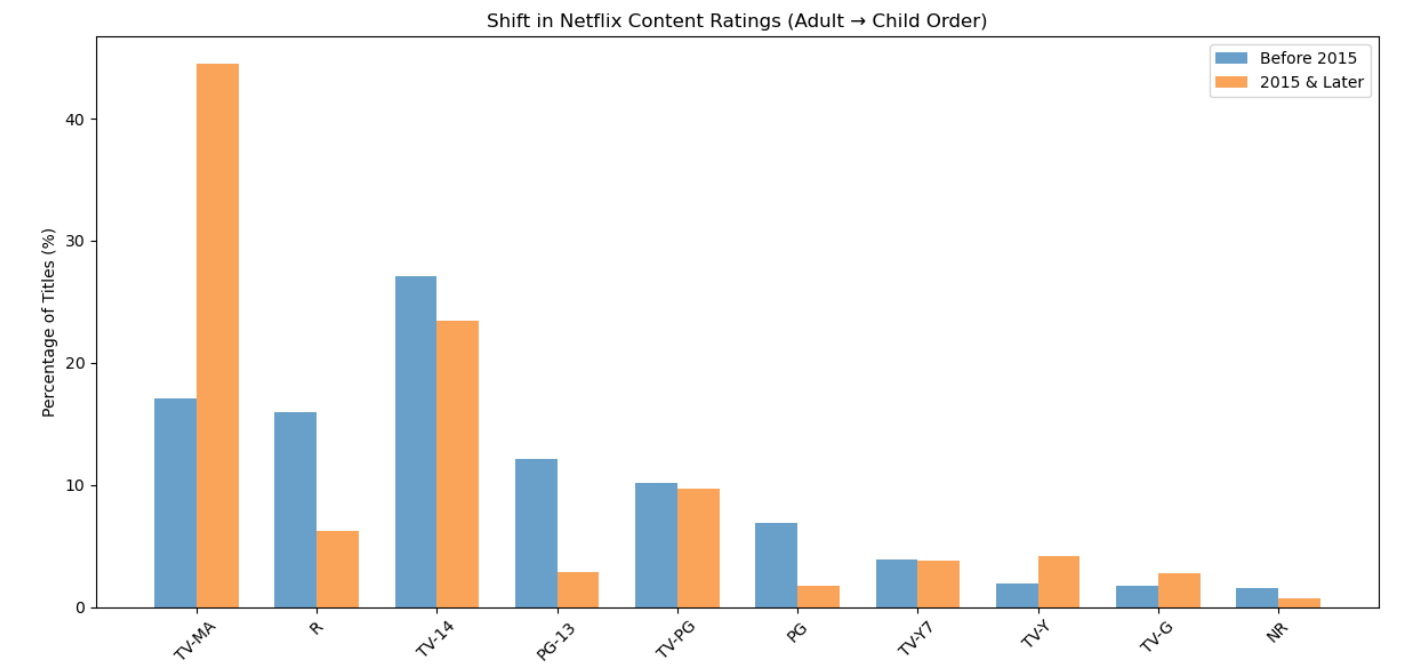 Shift in Netflix Content Ratings (Adult → Child Order)
Before 2015
2015 & Later
Percentage of Titles (%)
40
30
20
10
0
TV-MA
R
TV-14
PG-13
TV-PG
PG
TV-Y7
TV-Y
TV-G
NR